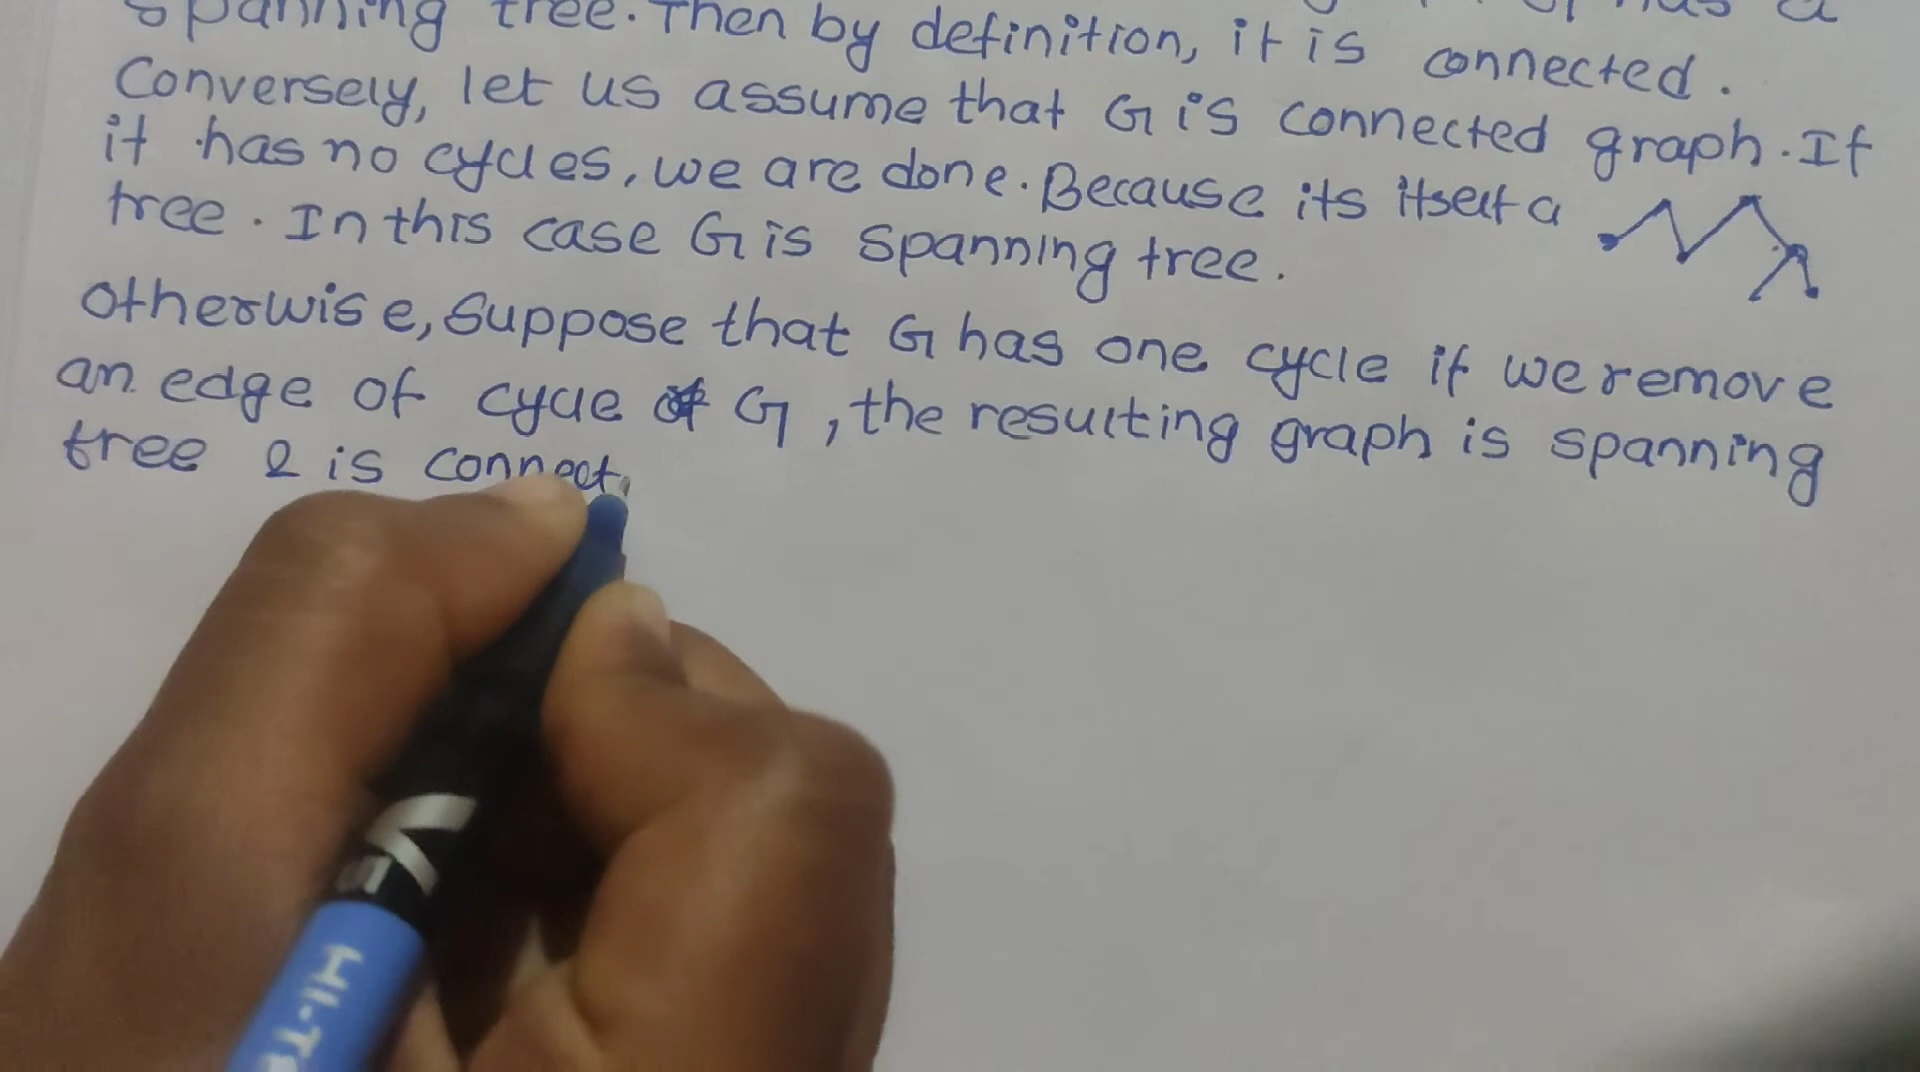 spanning tree. Then by definition, it is connected.
Conversely, let us assume that G is connected graph. If
it has no cycles, we are done. Because its itself a
tree. In this case G is spanning tree.
otherwise, suppose that G has one cycle if we remove
an edge of cycle of G, the resulting graph is spanning
tree & is connect
HI-T